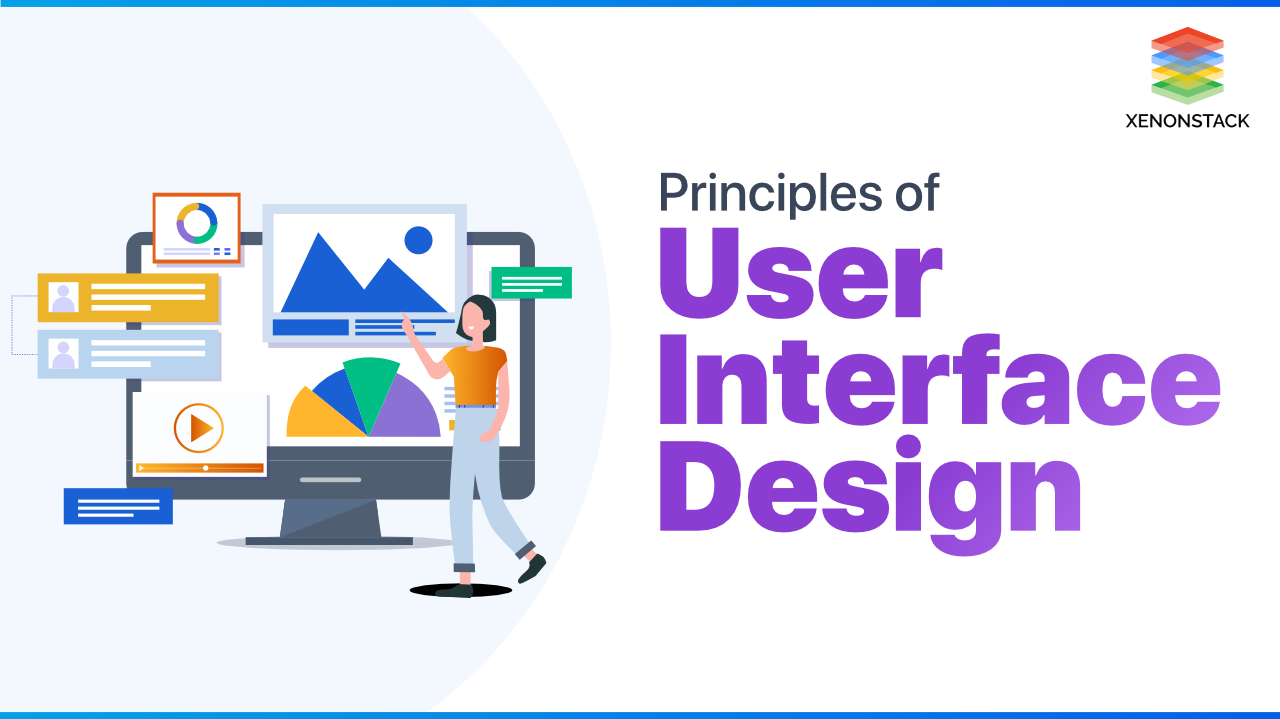 XENONSTACK
Principles of
User
Interface
Design